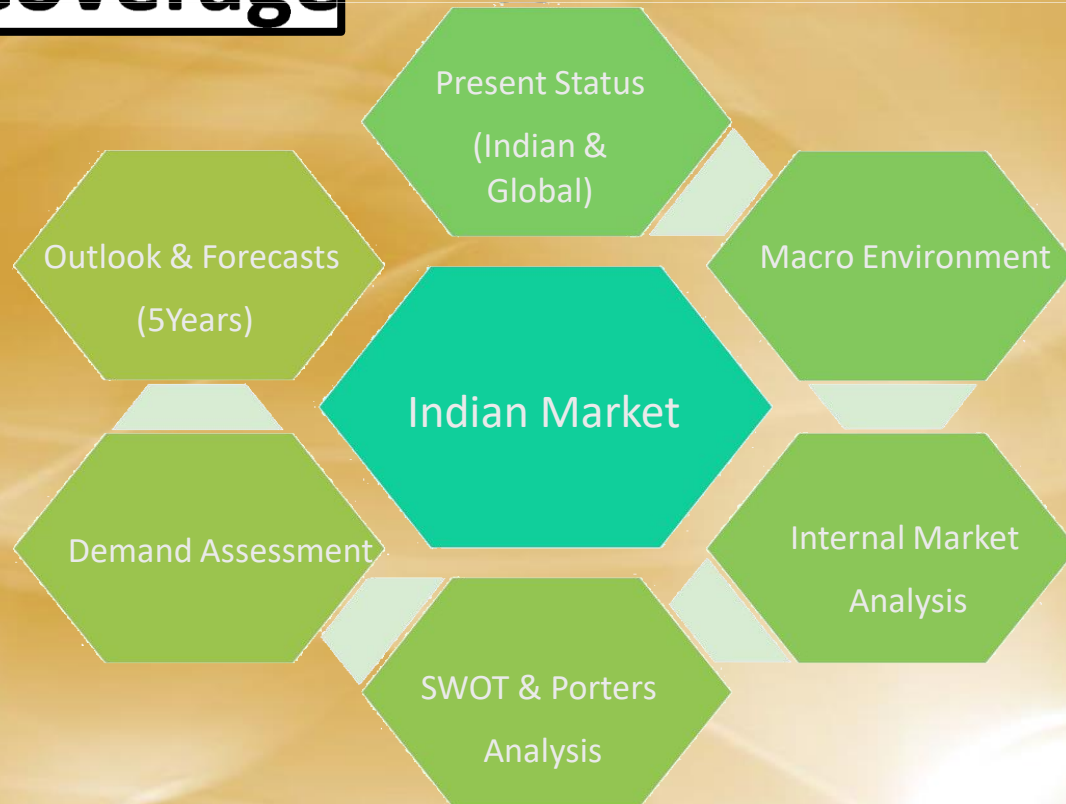 Coverage
Present Status
(Indian &
Global)
Macro Environment
Outlook & Forecasts
(5Years)
Indian Market
Internal Market
Analysis
Demand Assessment
SWOT & Porters
Analysis